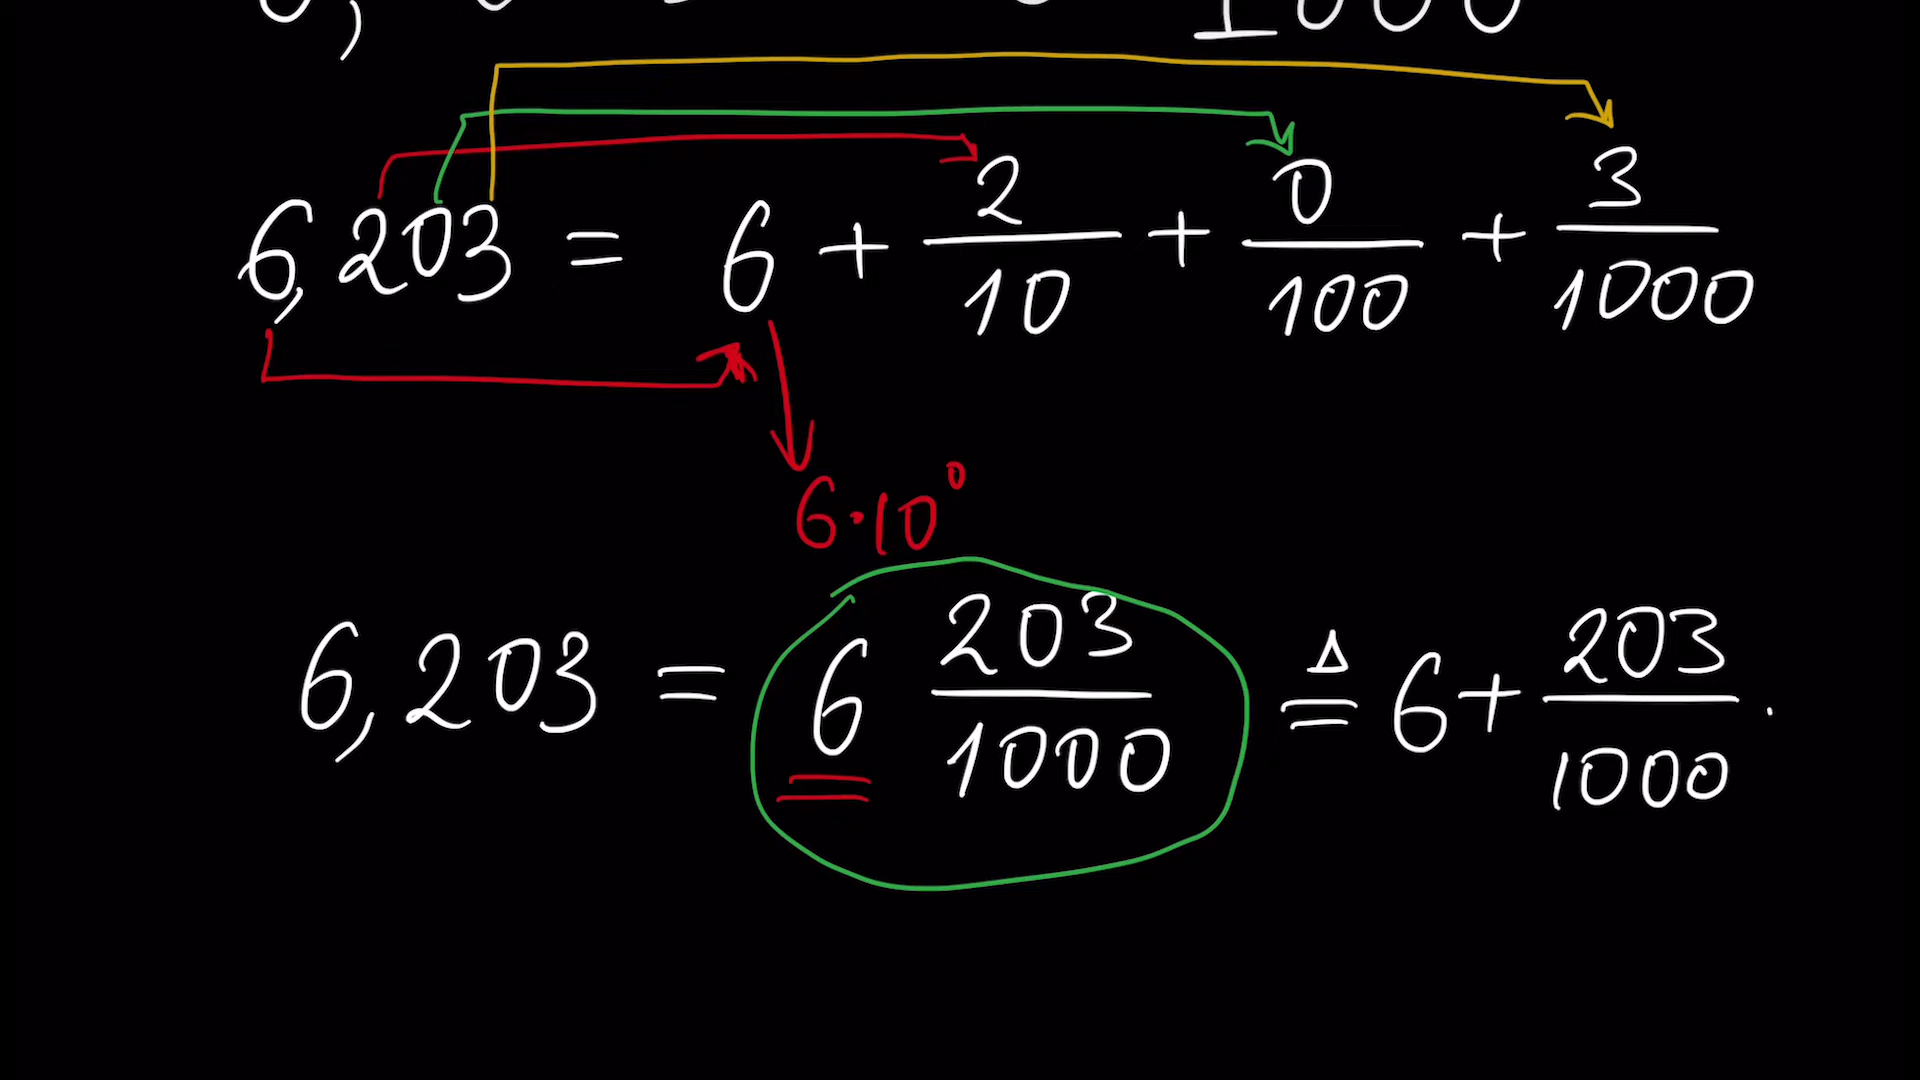 1000
6,203 = 6 + 2/10 + 0/100 + 3/1000
6·10⁰
6,203 = 6 203/1000 ≜ 6 + 203/1000.